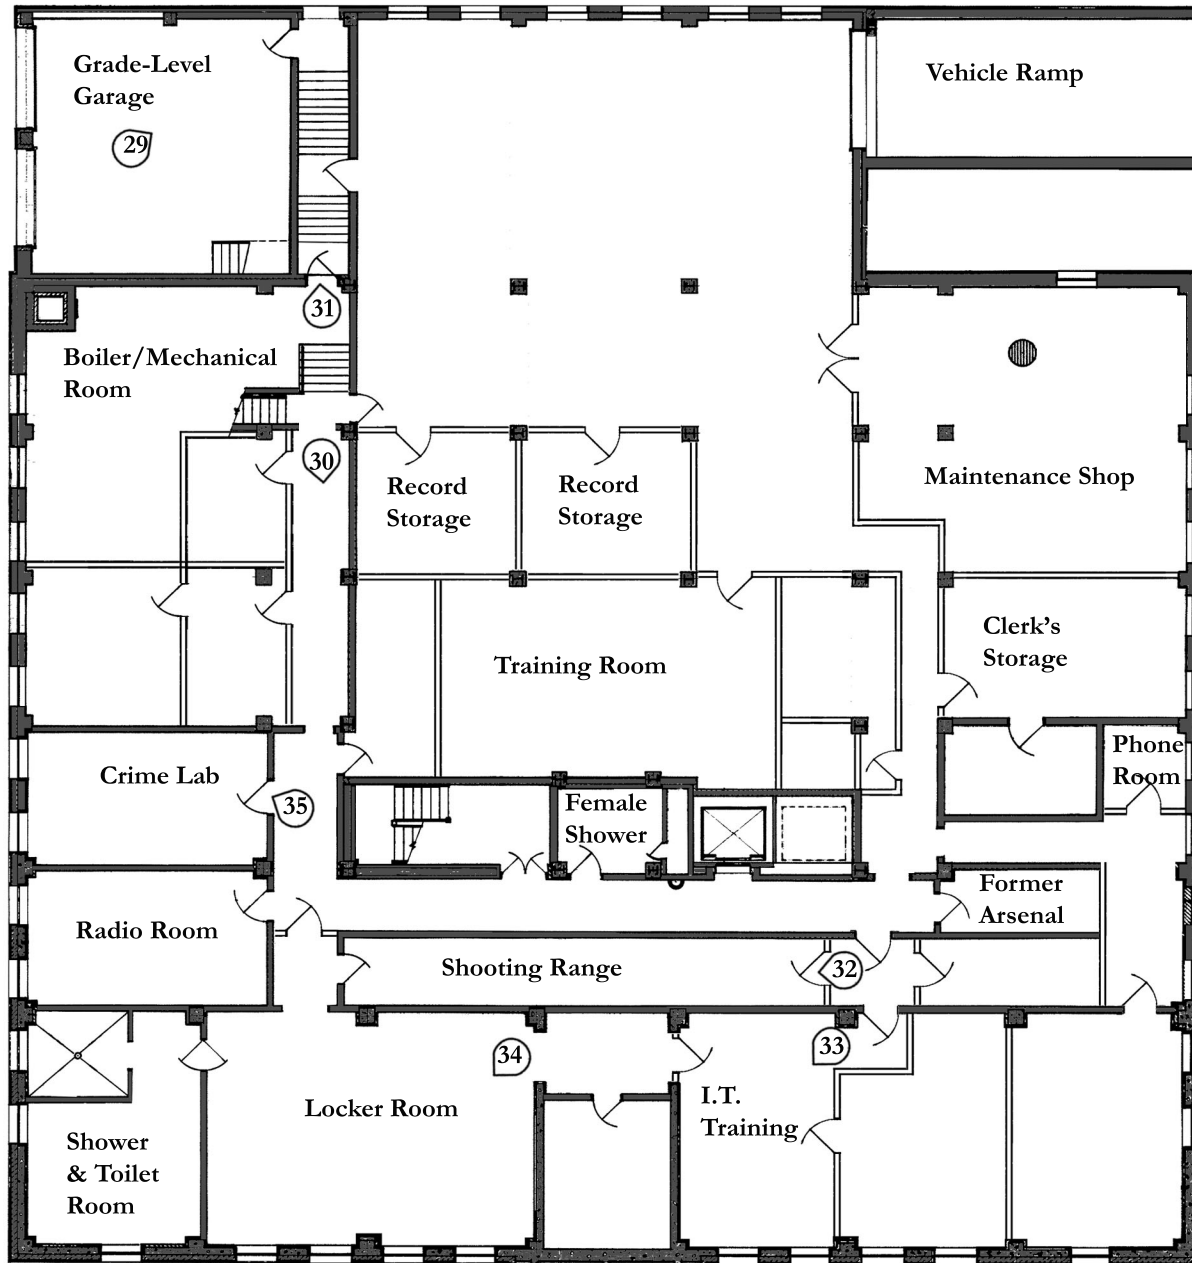 Grade-Level
Garage
29
Vehicle Ramp
31
Boiler/Mechanical
Room
30
Record
Storage
Record
Storage
Maintenance Shop
Training Room
Clerk's
Storage
Crime Lab
35
Female
Shower
Phone
Room
Radio Room
Former
Arsenal
Shooting Range
32
34
33
Locker Room
I.T.
Training
Shower
& Toilet
Room